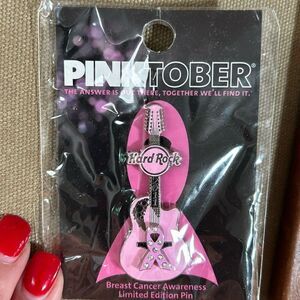 PINKTOBER®
THE ANSWER IS OUT THERE, TOGETHER WE'LL FIND IT.
Hard Rock
Breast Cancer Awareness
Limited Edition Pin